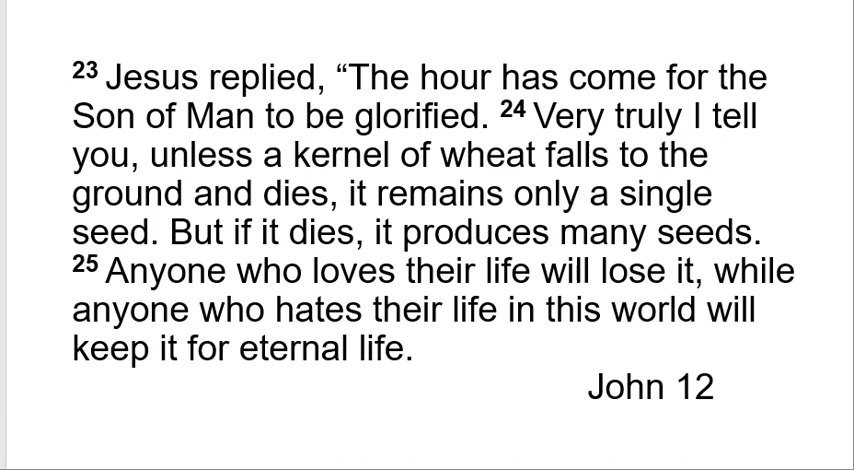 23 Jesus replied, “The hour has come for the
Son of Man to be glorified. 24 Very truly I tell
you, unless a kernel of wheat falls to the
ground and dies, it remains only a single
seed. But if it dies, it produces many seeds.
25 Anyone who loves their life will lose it, while
anyone who hates their life in this world will
keep it for eternal life.
John 12